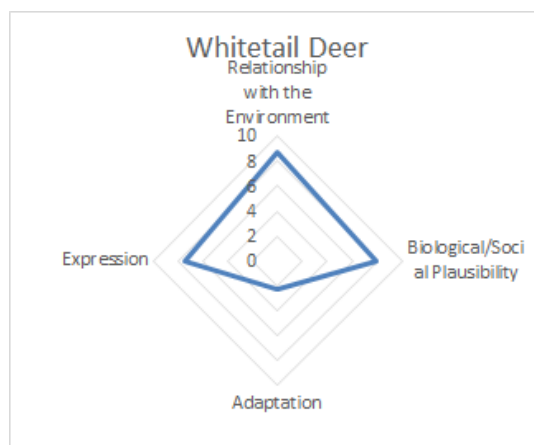 Whitetail Deer
Relationship
with the
Environment
10
8
6
4
2
0
Expression
Biological/Soci
al Plausibility
Adaptation